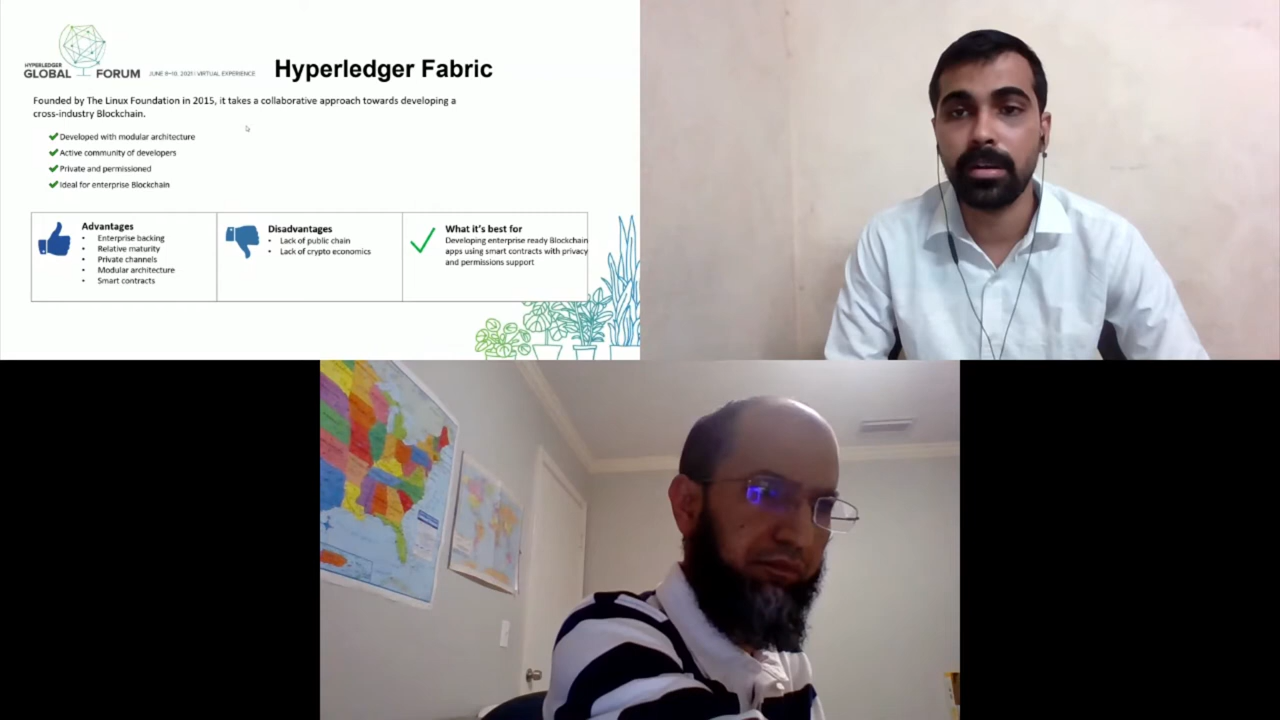 HYPERLEDGER
GLOBAL FORUM
JUNE 8–10, 2021 | VIRTUAL EXPERIENCE
Hyperledger Fabric
Founded by The Linux Foundation in 2015, it takes a collaborative approach towards developing a
cross-industry Blockchain.
Developed with modular architecture
Active community of developers
Private and permissioned
Ideal for enterprise Blockchain
Advantages
• Enterprise backing
• Relative maturity
• Private channels
• Modular architecture
• Smart contracts
Disadvantages
• Lack of public chain
• Lack of crypto economics
What it's best for
Developing enterprise ready Blockchain
apps using smart contracts with privacy
and permissions support